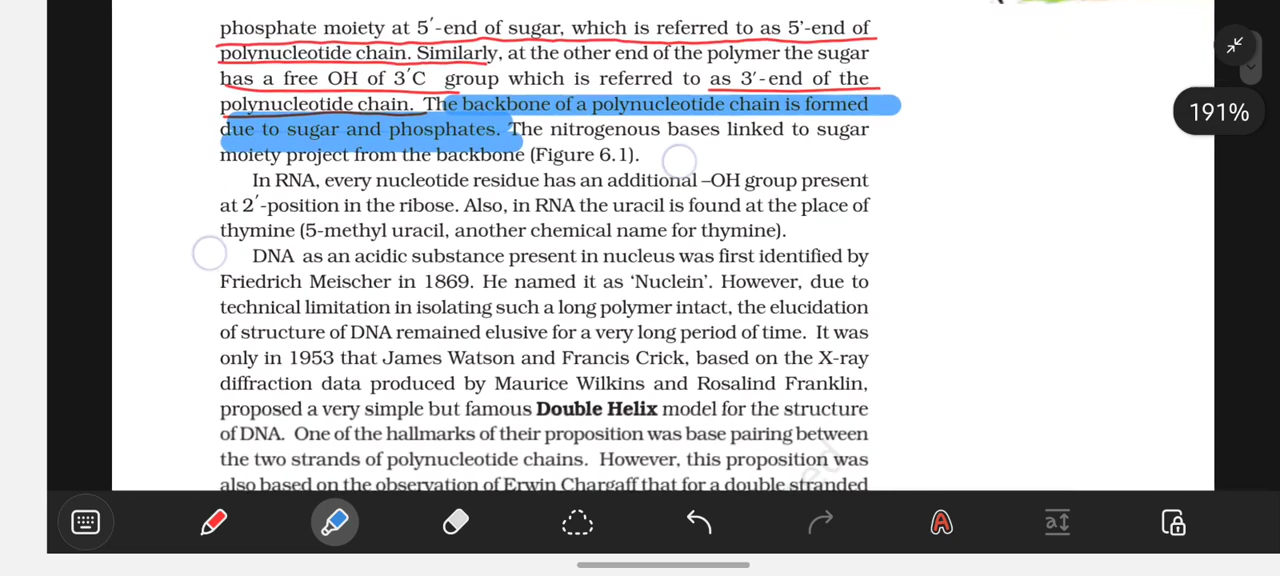 phosphate moiety at 5′-end of sugar, which is referred to as 5’-end of
polynucleotide chain. Similarly, at the other end of the polymer the sugar
has a free OH of 3′C group which is referred to as 3′-end of the
polynucleotide chain. The backbone of a polynucleotide chain is formed
due to sugar and phosphates. The nitrogenous bases linked to sugar
moiety project from the backbone (Figure 6.1).
In RNA, every nucleotide residue has an additional –OH group present
at 2′-position in the ribose. Also, in RNA the uracil is found at the place of
thymine (5-methyl uracil, another chemical name for thymine).
DNA as an acidic substance present in nucleus was first identified by
Friedrich Meischer in 1869. He named it as ‘Nuclein’. However, due to
technical limitation in isolating such a long polymer intact, the elucidation
of structure of DNA remained elusive for a very long period of time. It was
only in 1953 that James Watson and Francis Crick, based on the X-ray
diffraction data produced by Maurice Wilkins and Rosalind Franklin,
proposed a very simple but famous Double Helix model for the structure
of DNA. One of the hallmarks of their proposition was base pairing between
the two strands of polynucleotide chains. However, this proposition was
also based on the observation of Erwin Chargaff that for a double stranded
191%